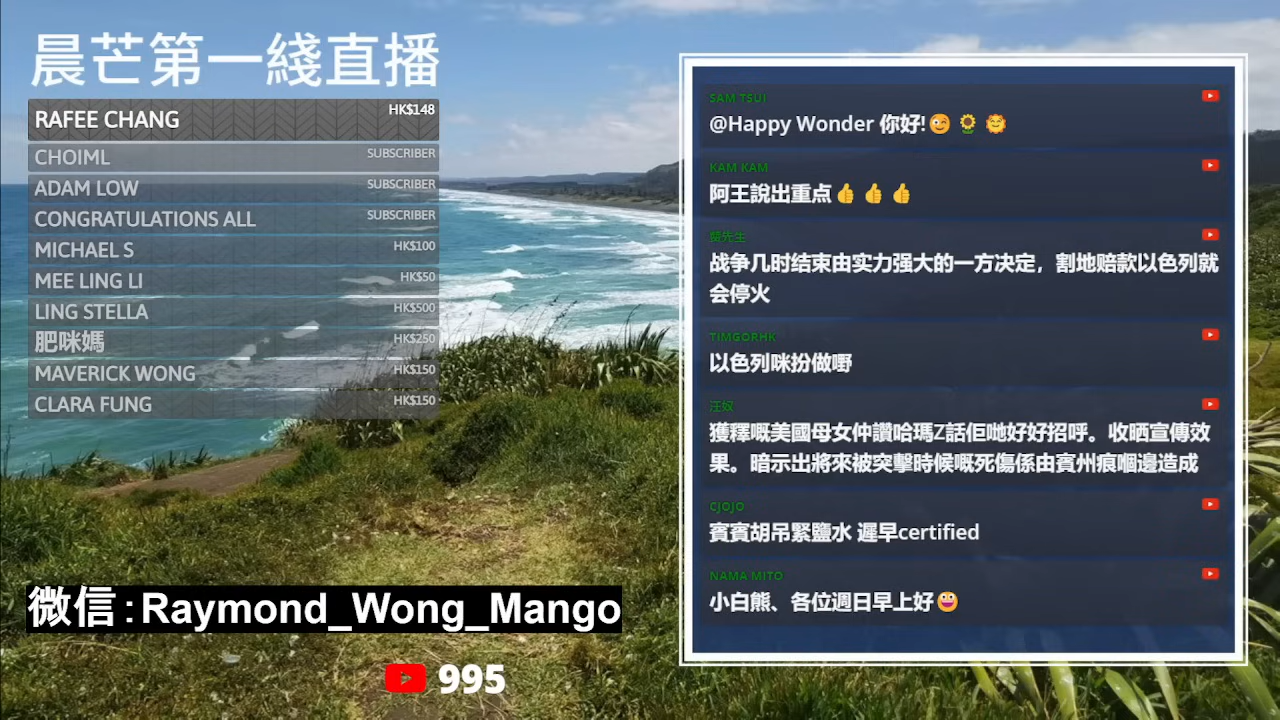 晨芒第一綫直播
RAFEE CHANG HK$148
CHOIML SUBSCRIBER
ADAM LOW SUBSCRIBER
CONGRATULATIONS ALL SUBSCRIBER
MICHAEL S HK$100
MEE LING LI HK$50
LING STELLA HK$500
肥咪媽 HK$250
MAVERICK WONG HK$150
CLARA FUNG HK$150
微信:Raymond_Wong_Mango
995
SAM TSUI
@Happy Wonder 你好!😉 🌻 🌞
KAM KAM
阿王說出重点👍 👍 👍
先生
战争几时结束由实力强大的一方决定，割地赔款以色列就
会停火
TIMGORHK
以色列咪扮做嘢
汪奴
獲釋嘅美國母女仲讚哈瑪Z話佢哋好好招呼。收晒宣傳效
果。暗示出將來被突擊時候嘅死傷係由賓州痕嗰邊造成
CJOJO
賓賓胡吊緊鹽水 遲早certified
NAMA MITO
小白熊、各位週日早上好😀